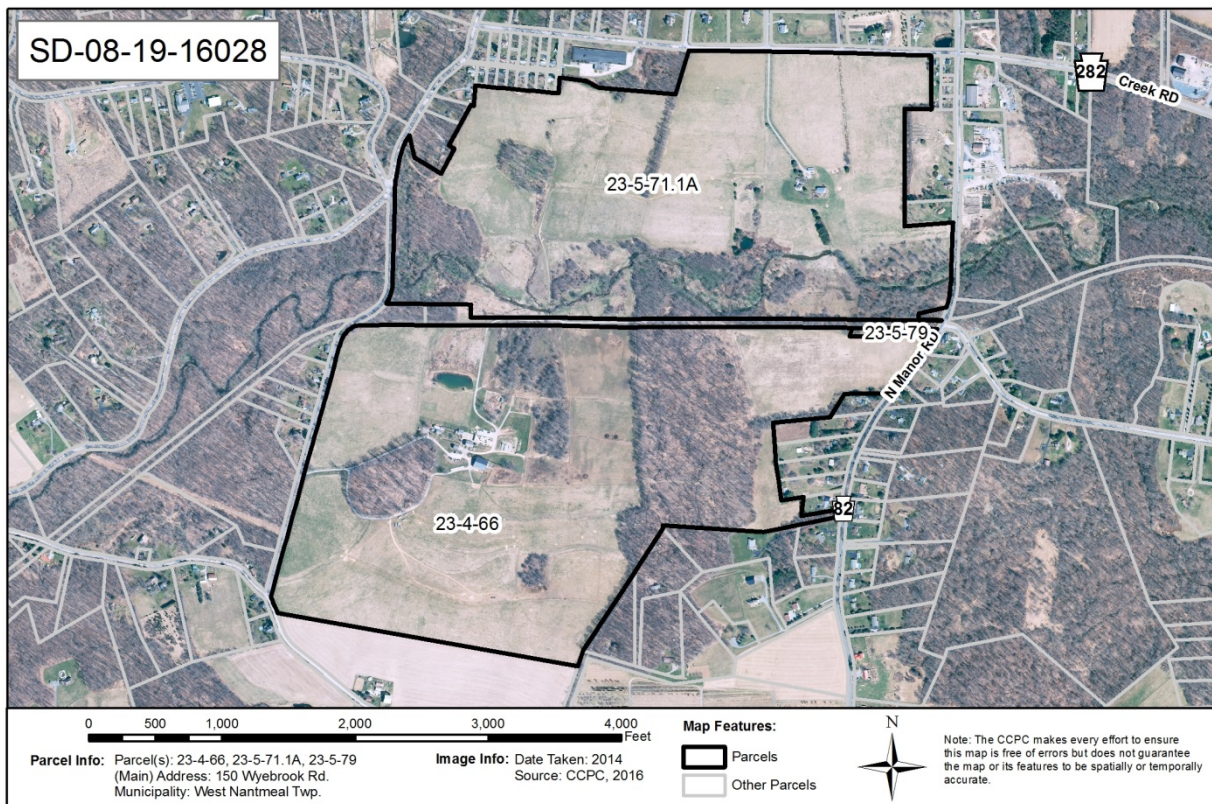 SD-08-19-16028
282
Creek RD
23-5-71.1A
23-5-79
N Manor RD
23-4-66
82
0 500 1,000 2,000 3,000 4,000
Feet
Parcel Info: Parcel(s): 23-4-66, 23-5-71.1A, 23-5-79
(Main) Address: 150 Wyebrook Rd.
Municipality: West Nantmeal Twp.
Image Info: Date Taken: 2014
Source: CCPC, 2016
Map Features:
Parcels
Other Parcels
N
Note: The CCPC makes every effort to ensure
this map is free of errors but does not guarantee
the map or its features to be spatially or temporally
accurate.